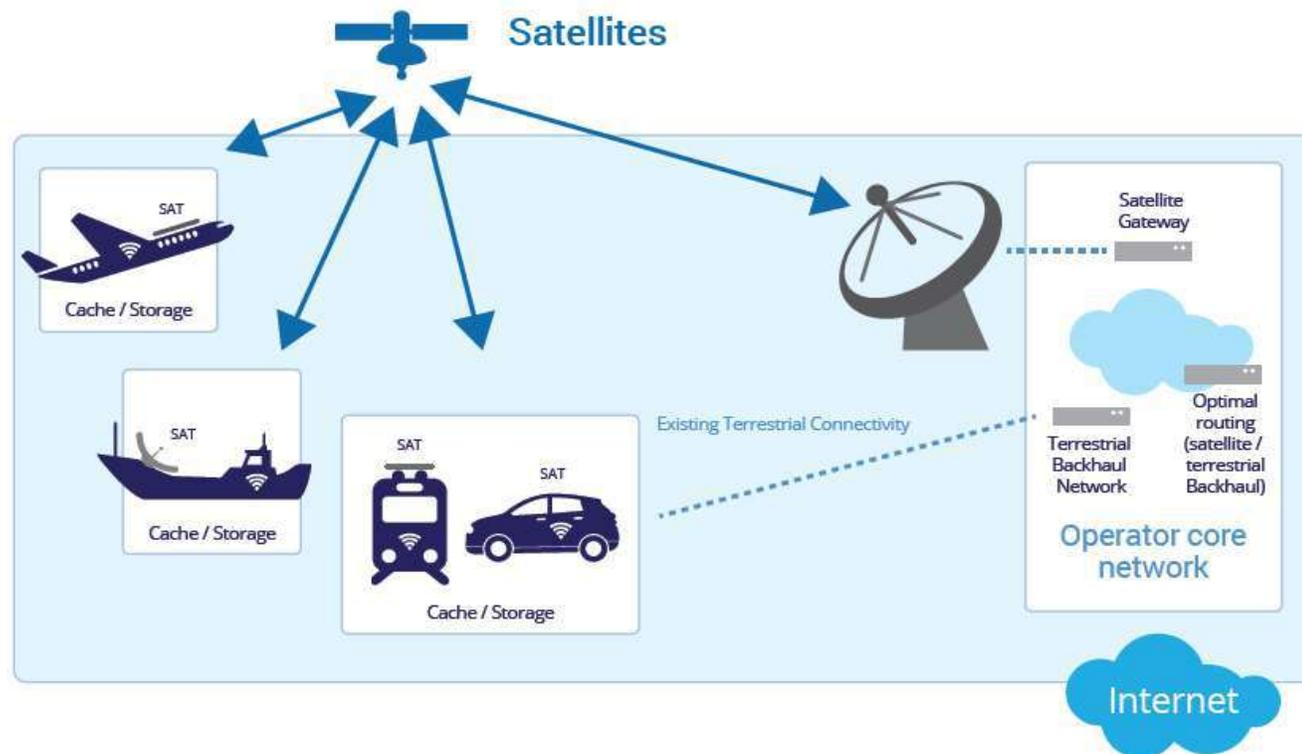 Satellites
SAT
Cache / Storage
SAT
Cache / Storage
SAT
SAT
Cache / Storage
Existing Terrestrial Connectivity
Satellite
Gateway
Terrestrial
Backhaul
Network
Optimal
routing
(satellite /
terrestrial
Backhaul)
Operator core
network
Internet